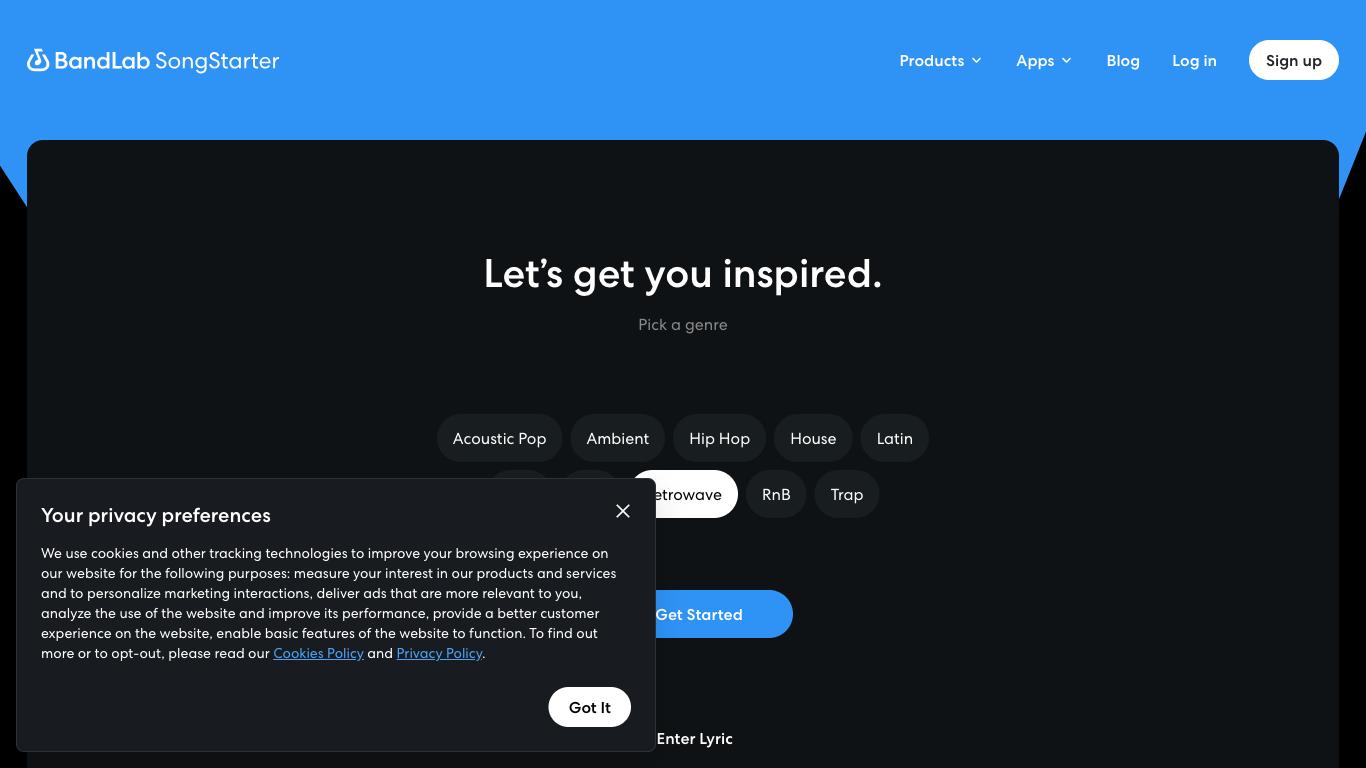 BandLab SongStarter
Products
Apps
Blog
Log in
Sign up
Let’s get you inspired.
Pick a genre
Acoustic Pop
Ambient
Hip Hop
House
Latin
etrowave
RnB
Trap
Your privacy preferences
We use cookies and other tracking technologies to improve your browsing experience on
our website for the following purposes: measure your interest in our products and services
and to personalize marketing interactions, deliver ads that are more relevant to you,
analyze the use of the website and improve its performance, provide a better customer
experience on the website, enable basic features of the website to function. To find out
more or to opt-out, please read our Cookies Policy and Privacy Policy.
Got It
Get Started
Enter Lyric